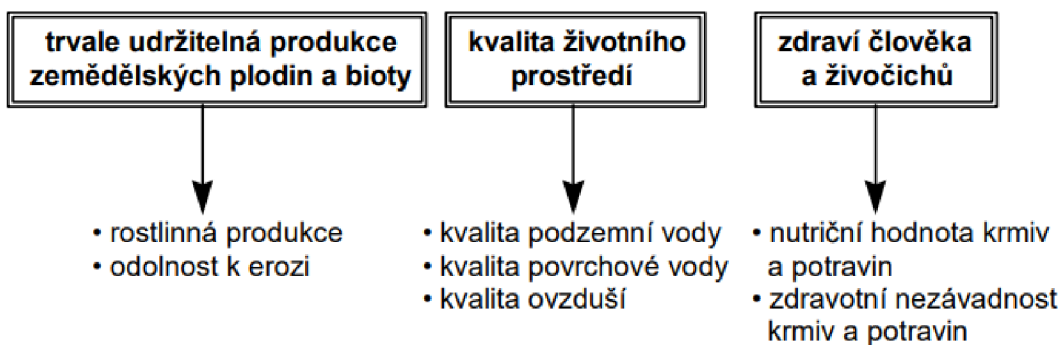 trvale udržitelná produkce
zemědělských plodin a bioty
kvalita životního
prostředí
zdraví člověka
a živočichů
• rostlinná produkce
• odolnost k erozi
• kvalita podzemní vody
• kvalita povrchové vody
• kvalita ovzduší
• nutriční hodnota krmiv
a potravin
• zdravotní nezávadnost
krmiv a potravin